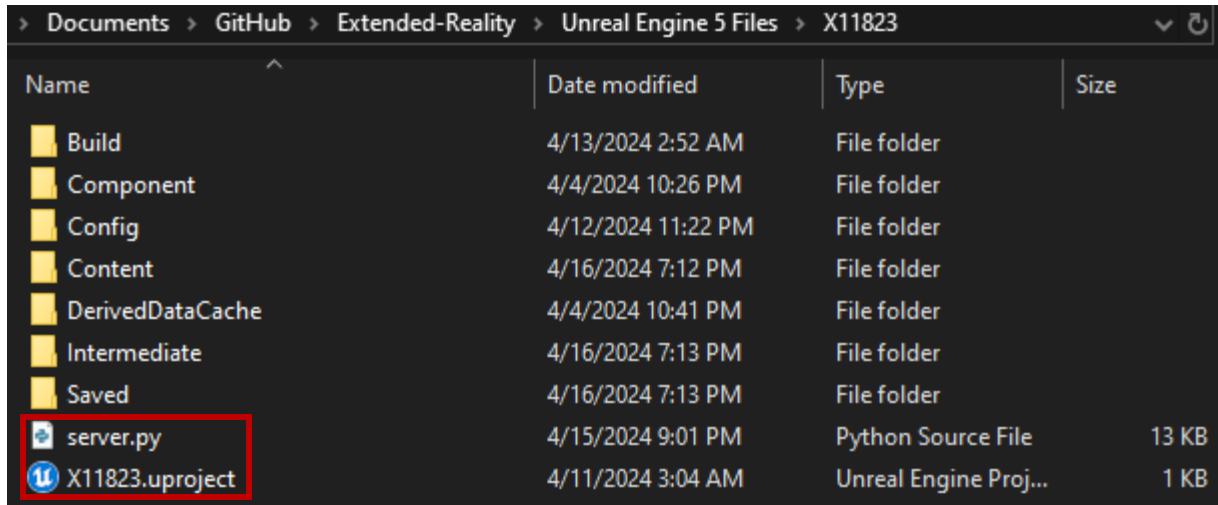 > Documents > GitHub > Extended-Reality > Unreal Engine 5 Files > X11823
Name Date modified Type Size
Build 4/13/2024 2:52 AM File folder
Component 4/4/2024 10:26 PM File folder
Config 4/12/2024 11:22 PM File folder
Content 4/16/2024 7:12 PM File folder
DerivedDataCache 4/4/2024 10:41 PM File folder
Intermediate 4/16/2024 7:13 PM File folder
Saved 4/16/2024 7:13 PM File folder
server.py 4/15/2024 9:01 PM Python Source File 13 KB
X11823.uproject 4/11/2024 3:04 AM Unreal Engine Proj... 1 KB